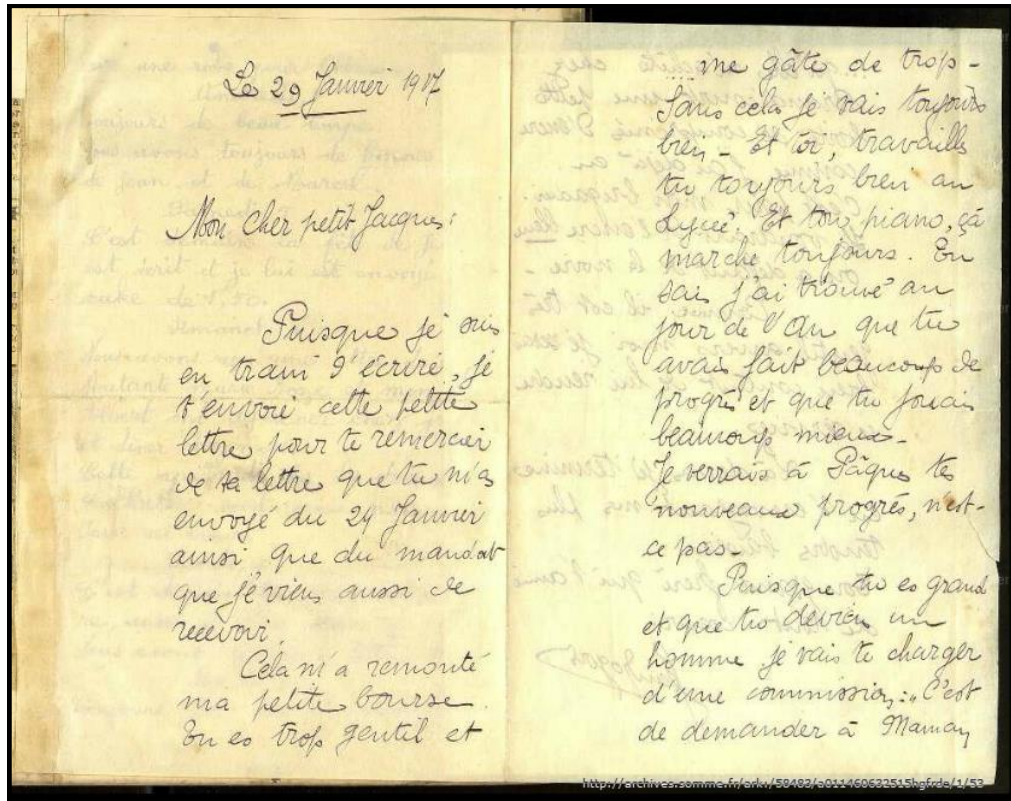 Le 29 Janvier 1917
Mon cher petit Jacques:
Puisque je suis
en train d'écrire, je
t'envoie cette petite
lettre pour te remercier
de ta lettre que tu m'as
envoyé du 24 Janvier
ainsi que du mandat
que je viens aussi de
recevoir.
Cela m'a remonté
ma petite bourse.
Tu es trop gentil et
me gâte de trop -
Sans cela je vais toujours
bien - Et toi, travailles
tu toujours bien au
Lycée. Et ton piano, çà
marche toujours. Tu
sais j'ai trouvé au
jour de l'An que tu
avais fait beaucoup de
progrès et que tu jouais
beaucoup mieux -
Je verrais à Pâques tes
nouveaux progrès, n'est-
ce pas -
Puisque tu es grand
et que tu deviens un
homme je vais te charger
d'une commission: "C'est
de demander à Maman
http://archives.somme.fr/ark:/58483/a011460632515hgfrde/1/53